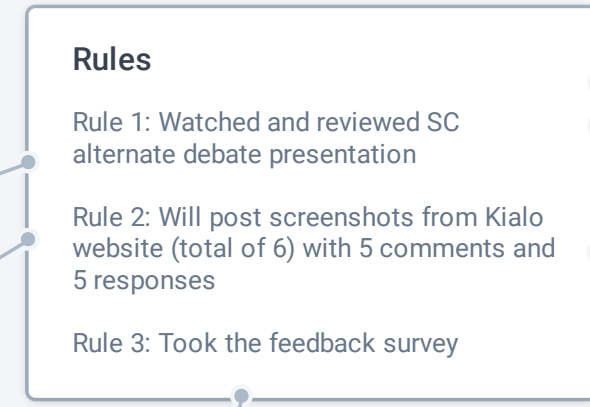 Rules
Rule 1: Watched and reviewed SC
alternate debate presentation
Rule 2: Will post screenshots from Kialo
website (total of 6) with 5 comments and
5 responses
Rule 3: Took the feedback survey